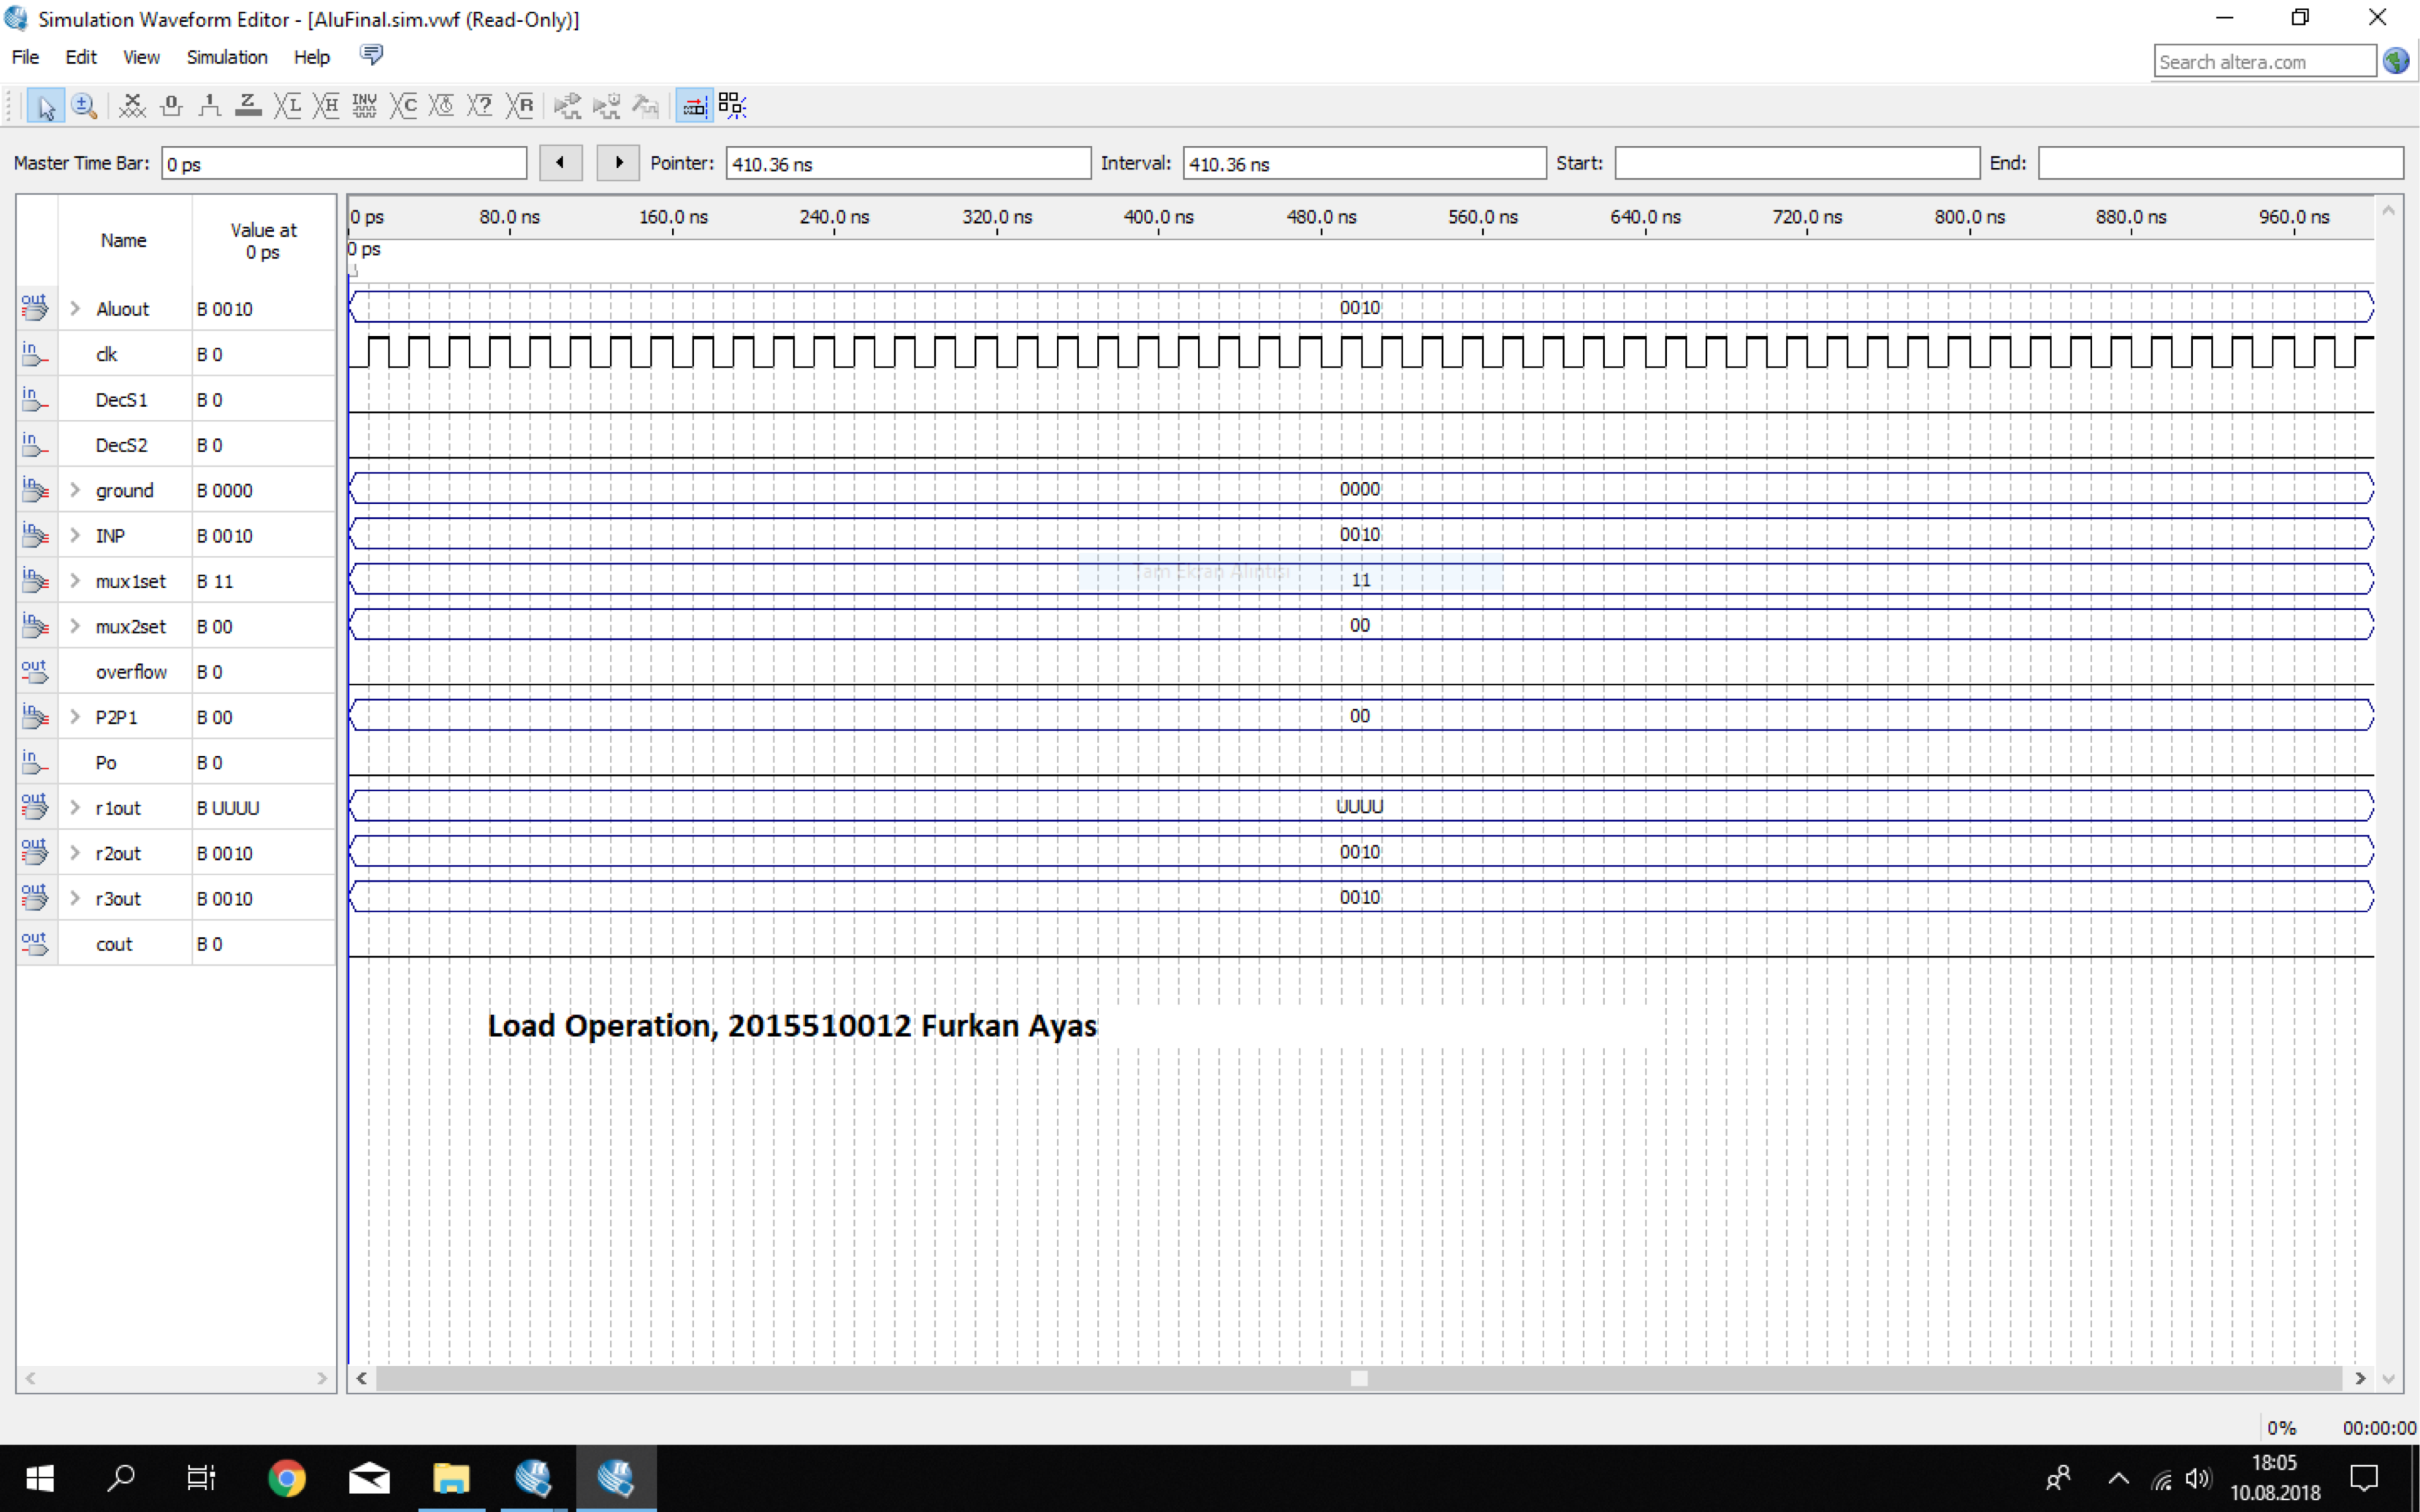 Simulation Waveform Editor - [AluFinal.sim.vwf (Read-Only)]
File Edit View Simulation Help
Search altera.com
Master Time Bar: 0 ps Pointer: 410.36 ns Interval: 410.36 ns Start: End:
Name Value at 0 ps
0 ps 80.0 ns 160.0 ns 240.0 ns 320.0 ns 400.0 ns 480.0 ns 560.0 ns 640.0 ns 720.0 ns 800.0 ns 880.0 ns 960.0 ns
0 ps
out Aluout B 0010 0010
in clk B 0
in DecS1 B 0
in DecS2 B 0
in ground B 0000 0000
in INP B 0010 0010
Tam Ekran Alıntısı
in mux1set B 11 11
in mux2set B 00 00
out overflow B 0
in P2P1 B 00 00
in Po B 0
out r1out B UUUU UUUU
out r2out B 0010 0010
out r3out B 0010 0010
out cout B 0
Load Operation, 2015510012 Furkan Ayas
0% 00:00:00
18:05
10.08.2018